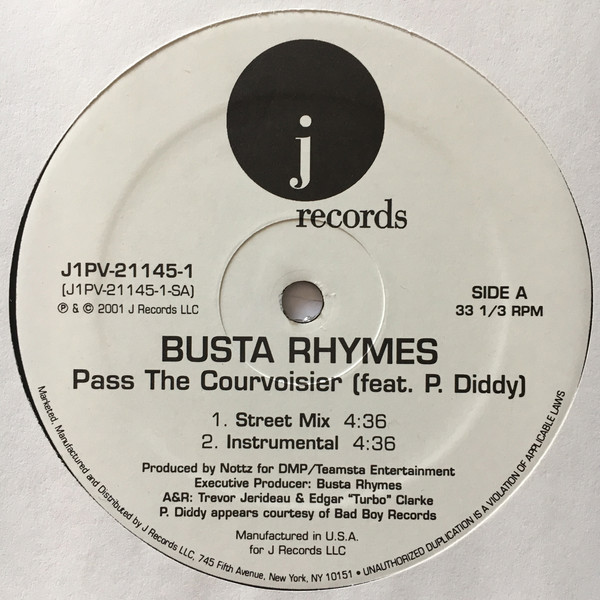 j
records
J1PV-21145-1
(J1PV-21145-1-SA)
℗ & © 2001 J Records LLC
SIDE A
33 1/3 RPM
BUSTA RHYMES
Pass The Courvoisier (feat. P. Diddy)
1. Street Mix 4:36
2. Instrumental 4:36
Produced by Nottz for DMP/Teamsta Entertainment
Executive Producer: Busta Rhymes
A&R: Trevor Jerideau & Edgar "Turbo" Clarke
P. Diddy appears courtesy of Bad Boy Records
Manufactured in U.S.A.
for J Records LLC
Marketed, Manufactured and Distributed by J Records LLC, 745 Fifth Avenue, New York, NY 10151 • UNAUTHORIZED DUPLICATION IS A VIOLATION OF APPLICABLE LAWS